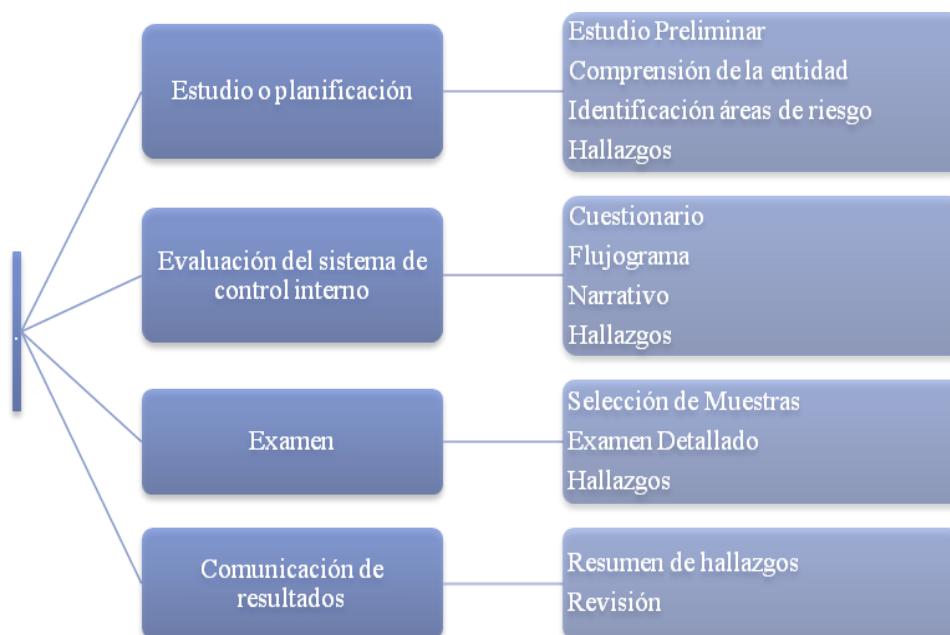 Estudio o planificación
Estudio Preliminar
Comprensión de la entidad
Identificación áreas de riesgo
Hallazgos
Evaluación del sistema de
control interno
Cuestionario
Flujograma
Narrativo
Hallazgos
.
Examen
Selección de Muestras
Examen Detallado
Hallazgos
Comunicación de
resultados
Resumen de hallazgos
Revisión